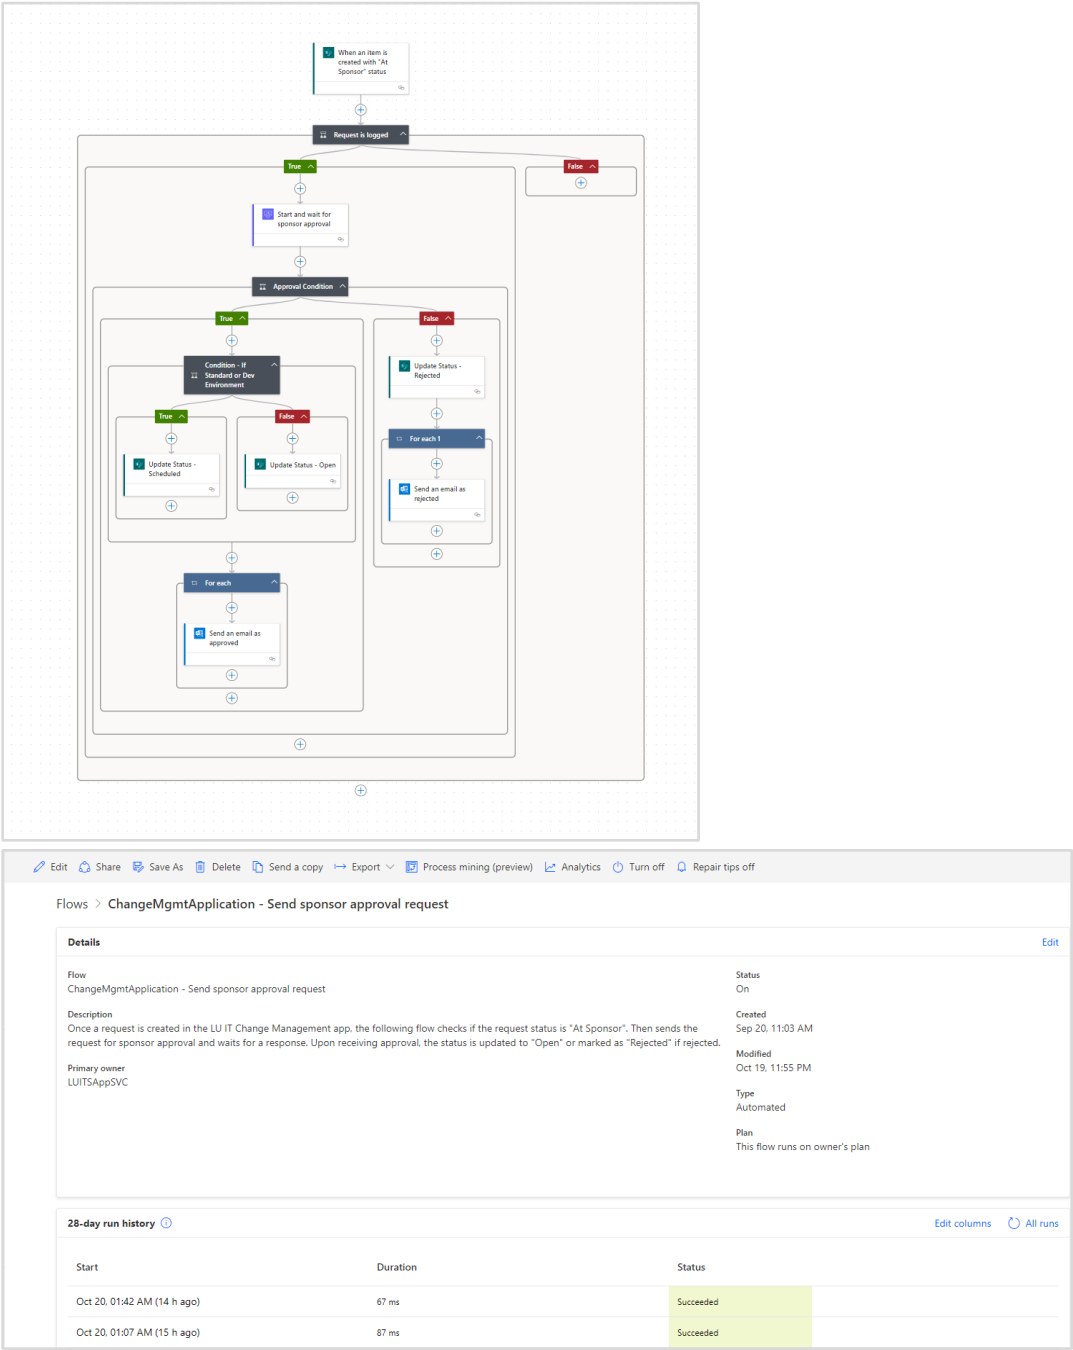 When an item is
created with "At
Sponsor" status
Request is logged
True
False
Start and wait for
sponsor approval
Approval Condition
True
False
Condition - If
Standard or Dev
Environment
Update Status -
Rejected
True
False
For each 1
Update Status -
Scheduled
Update Status - Open
Send an email as
rejected
For each
Send an email as
approved
Edit Share Save As Delete Send a copy Export Process mining (preview) Analytics Turn off Repair tips off
Flows > ChangeMgmtApplication - Send sponsor approval request
Details
Edit
Flow
ChangeMgmtApplication - Send sponsor approval request
Description
Once a request is created in the LU IT Change Management app, the following flow checks if the request status is "At Sponsor". Then sends the
request for sponsor approval and waits for a response. Upon receiving approval, the status is updated to "Open" or marked as "Rejected" if rejected.
Primary owner
LUITSAppSVC
Status
On
Created
Sep 20, 11:03 AM
Modified
Oct 19, 11:55 PM
Type
Automated
Plan
This flow runs on owner's plan
28-day run history
Edit columns All runs
Start Duration Status
Oct 20, 01:42 AM (14 h ago) 67 ms Succeeded
Oct 20, 01:07 AM (15 h ago) 87 ms Succeeded